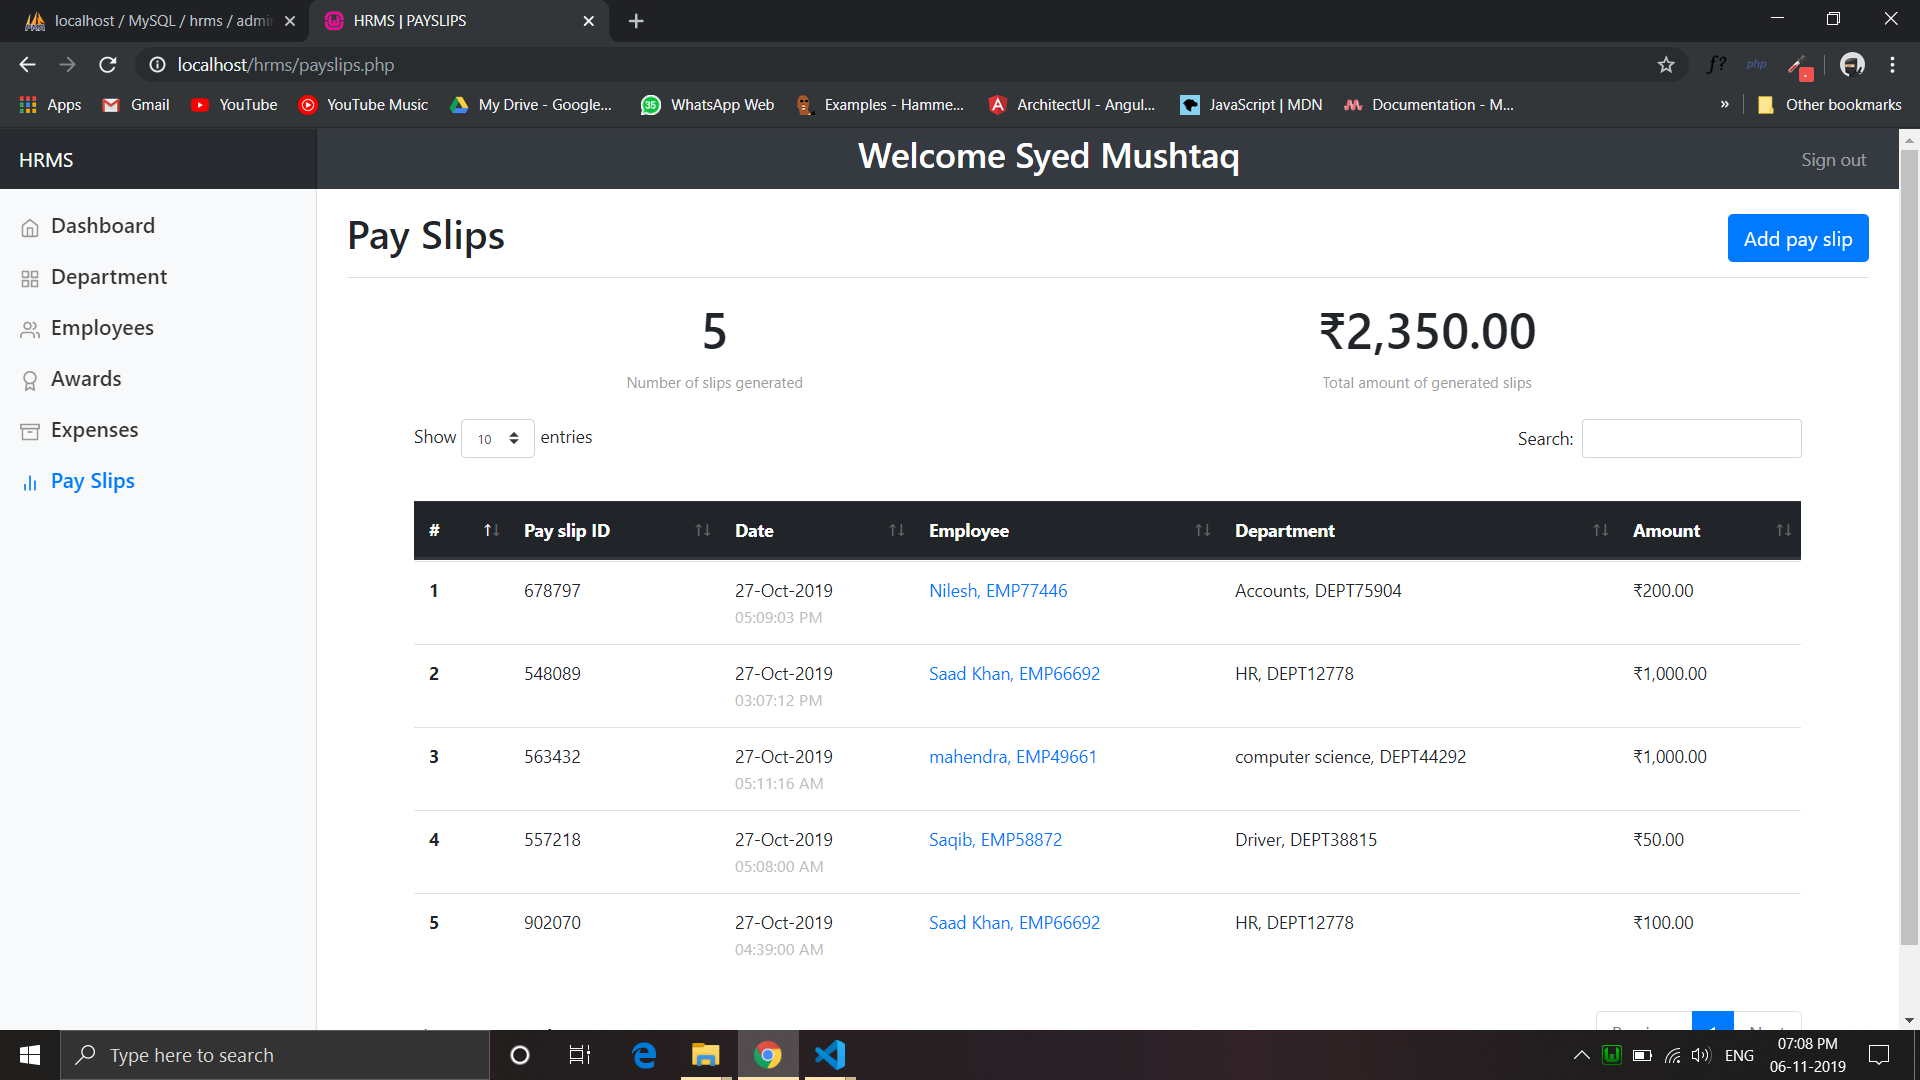 localhost / MySQL / hrms / admin
HRMS | PAYSLIPS
localhost/hrms/payslips.php
f?
php
Apps
Gmail
YouTube
YouTube Music
My Drive - Google...
35
WhatsApp Web
Examples - Hamme...
ArchitectUI - Angul...
JavaScript | MDN
Documentation - M...
»
Other bookmarks
HRMS
Welcome Syed Mushtaq
Sign out
Dashboard
Department
Employees
Awards
Expenses
Pay Slips
Pay Slips
Add pay slip
5
Number of slips generated
₹2,350.00
Total amount of generated slips
Show 10 entries
Search:
# Pay slip ID Date Employee Department Amount
1 678797 27-Oct-2019 Nilesh, EMP77446 Accounts, DEPT75904 ₹200.00
05:09:03 PM
2 548089 27-Oct-2019 Saad Khan, EMP66692 HR, DEPT12778 ₹1,000.00
03:07:12 PM
3 563432 27-Oct-2019 mahendra, EMP49661 computer science, DEPT44292 ₹1,000.00
05:11:16 AM
4 557218 27-Oct-2019 Saqib, EMP58872 Driver, DEPT38815 ₹50.00
05:08:00 AM
5 902070 27-Oct-2019 Saad Khan, EMP66692 HR, DEPT12778 ₹100.00
04:39:00 AM
Type here to search
ENG
07:08 PM
06-11-2019